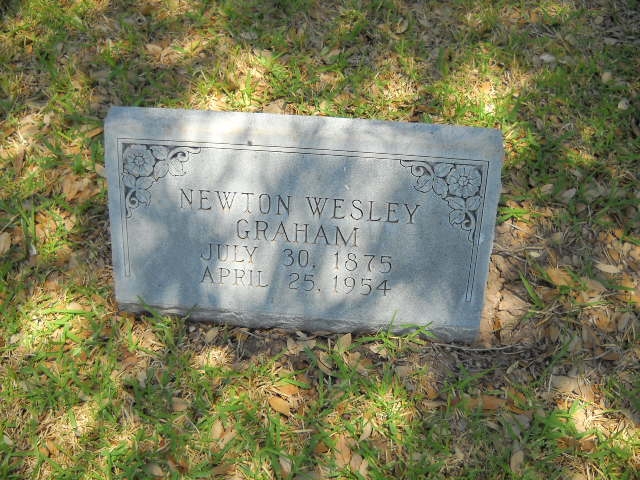 NEWTON WESLEY
GRAHAM
JULY 30, 1875
APRIL 25, 1954